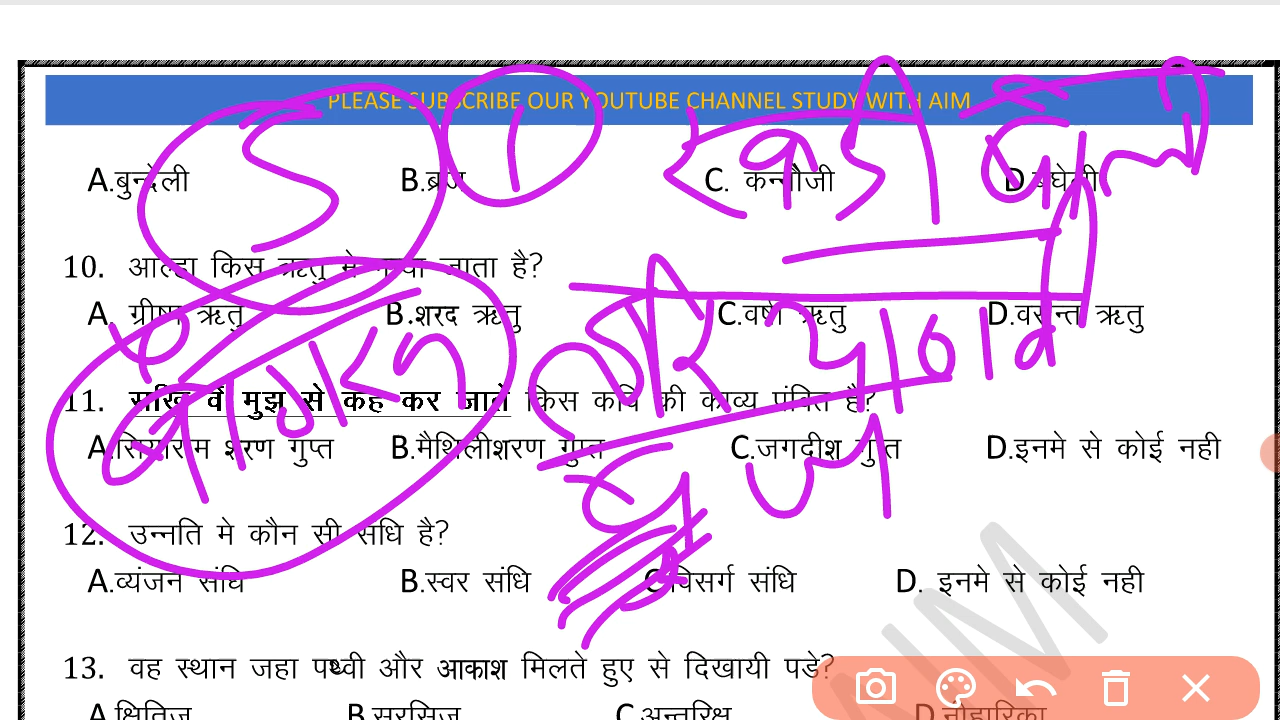 PLEASE SUBSCRIBE OUR YOUTUBE CHANNEL STUDY WITH AIM
A.बुन्देली B.ब्रज C. कन्नौजी D.बघेली
10. आल्हा किस ऋतु मे गाया जाता है?
A. ग्रीष्म ऋतु B.शरद ऋतु C.वर्षा ऋतु D.वसन्त ऋतु
11. सखि वे मुझ से कह कर जाते किस कवि की काव्य पंक्ति है?
A.सियाराम शरण गुप्त B.मैथिलीशरण गुप्त C.जगदीश गुप्त D.इनमे से कोई नही
12. उन्नति मे कौन सी संधि है?
A.व्यंजन संधि B.स्वर संधि C.विसर्ग संधि D. इनमे से कोई नही
13. वह स्थान जहा पथ्वी और आकाश मिलते हुए से दिखायी पडे?
A.क्षितिज B.सरसिज C.अन्तरिक्ष D.नीहारिका
AIM